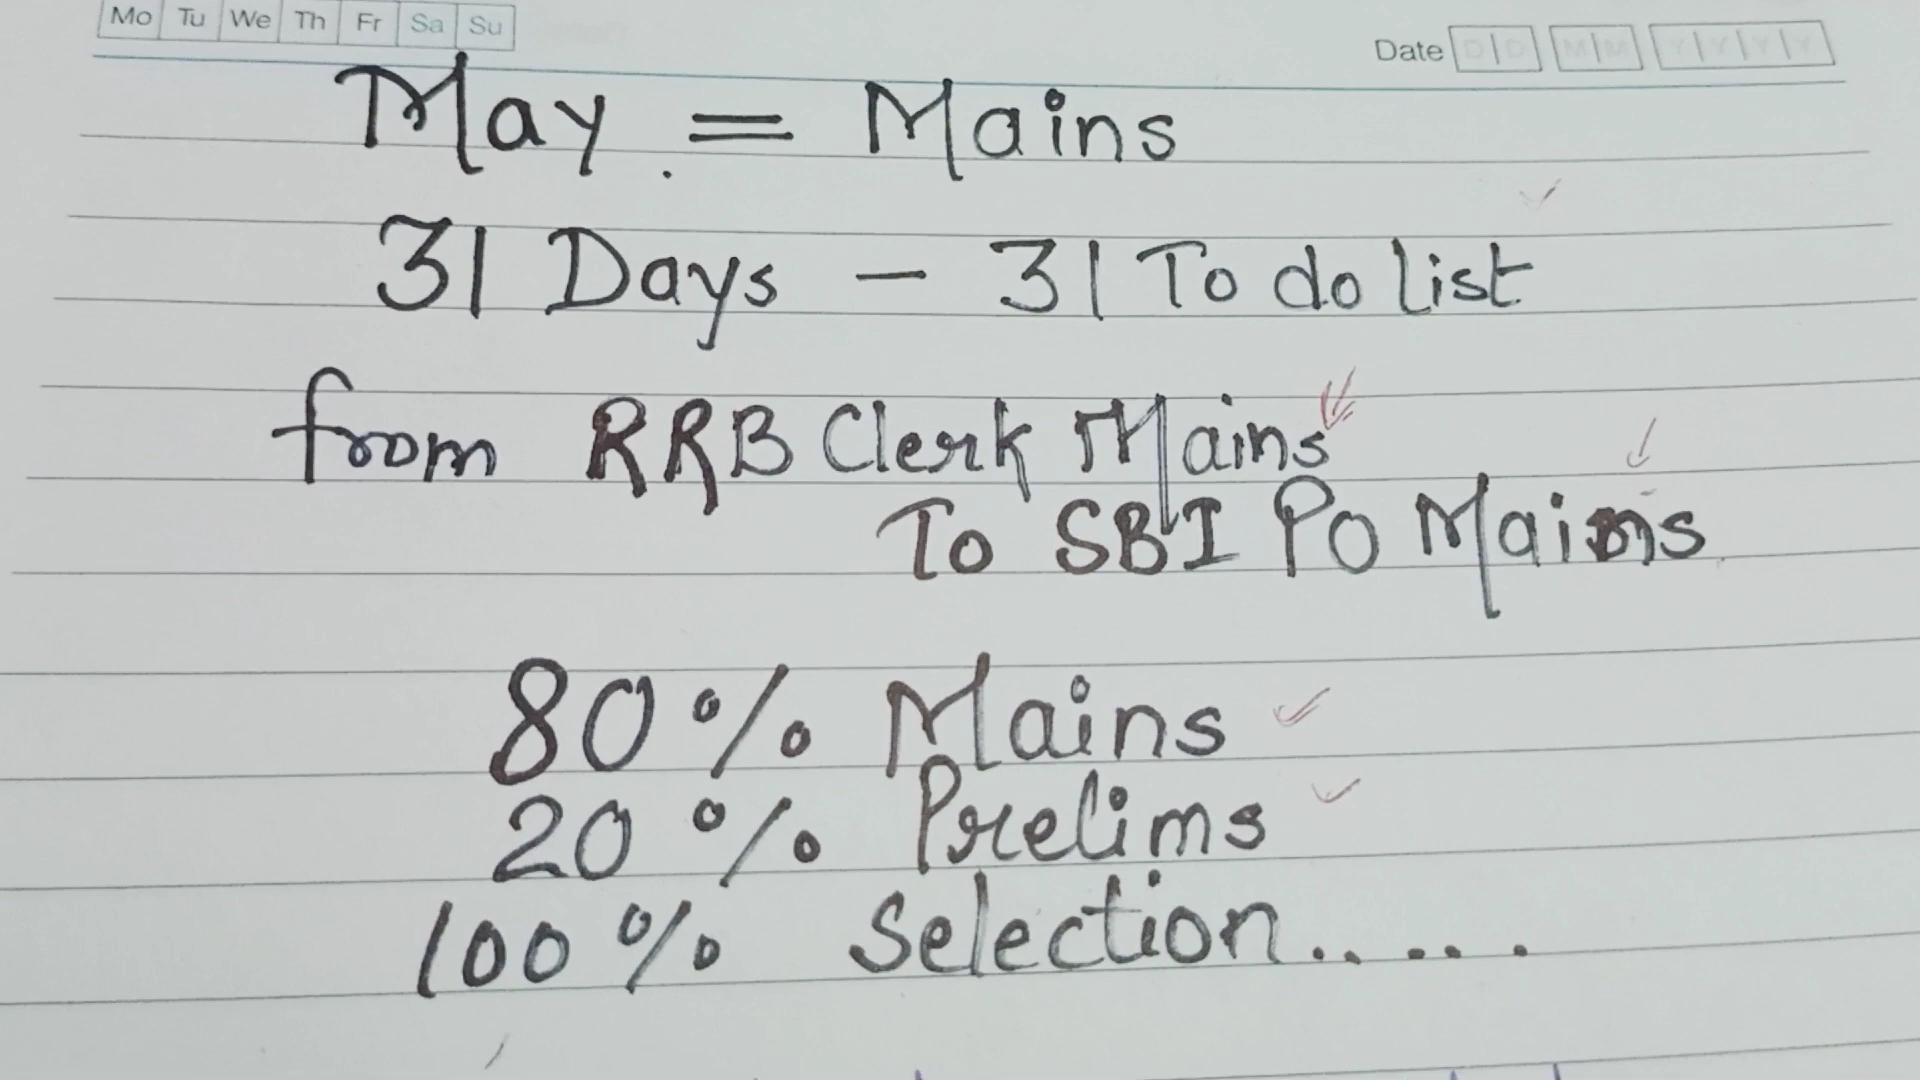 Mo Tu We Th Fr Sa Su
Date D D M M Y Y Y Y
May = Mains
31 Days - 31 To do list
from RRB Clerk Mains
To SBI PO Mains
80% Mains
20% Prelims
100% Selection......